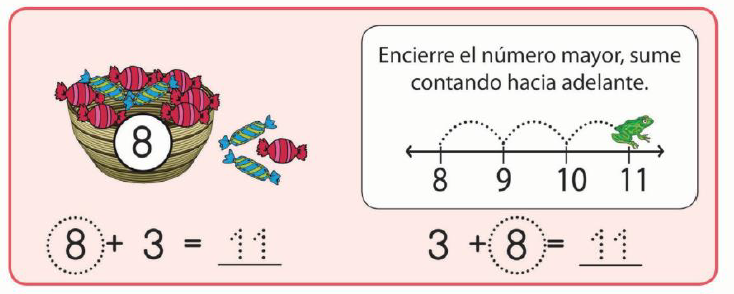 Encierre el número mayor, sume
contando hacia adelante.
8
8 9 10 11
8 + 3 = 11
3 + 8 = 11